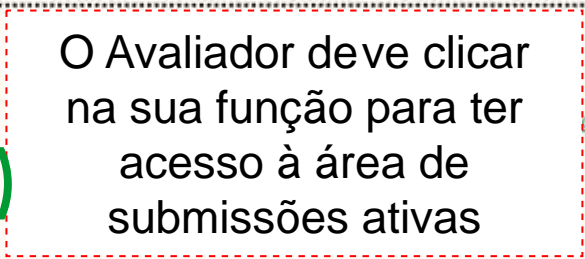 O Avaliador deve clicar
na sua função para ter
acesso à área de
submissões ativas